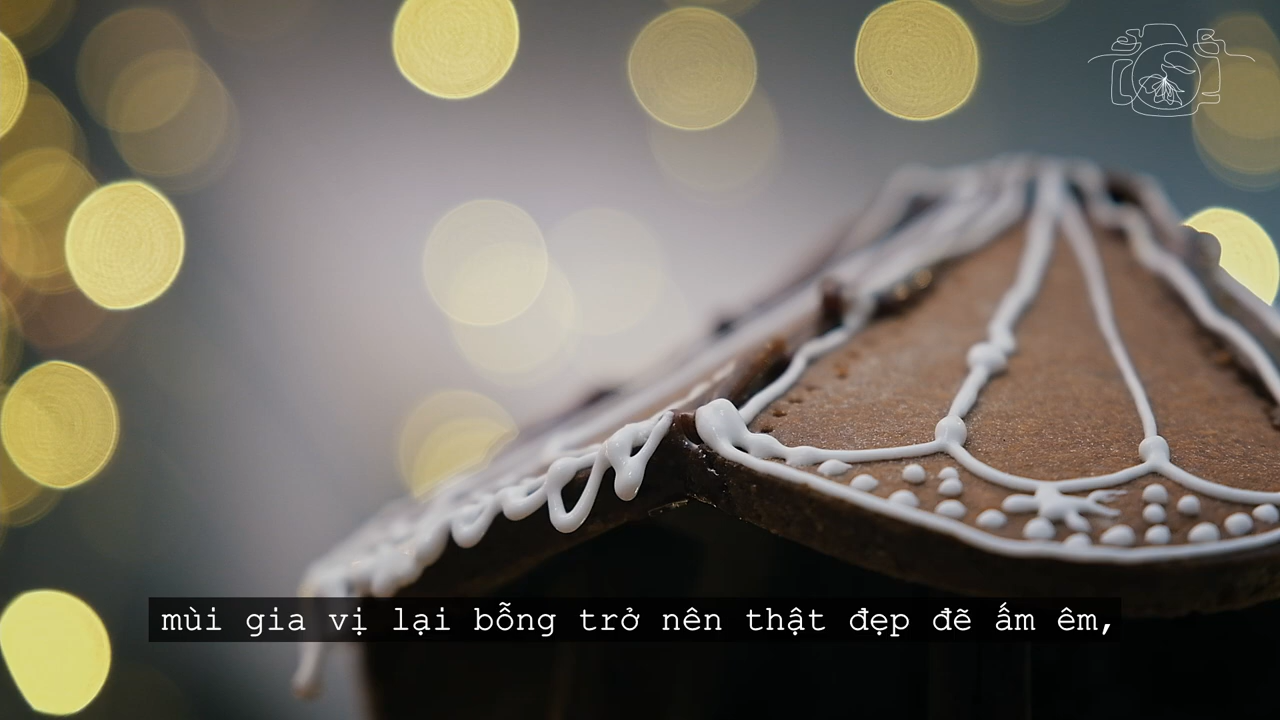 mùi gia vị lại bỗng trở nên thật đẹp đẽ ấm êm,